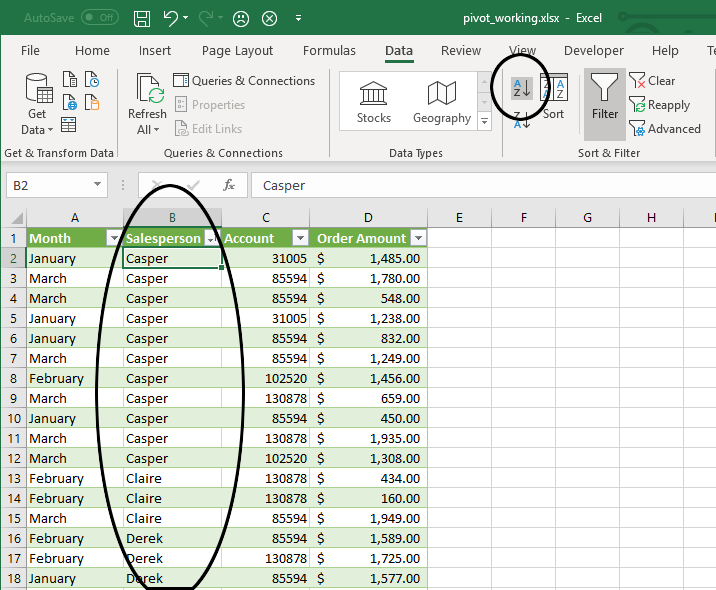 AutoSave Off pivot_working.xlsx - Excel
File Home Insert Page Layout Formulas Data Review View Developer Help
Get Data
Refresh All
Queries & Connections
Properties
Edit Links
Stocks Geography
A Z
Z A
Sort
Filter
Clear
Reapply
Advanced
Get & Transform Data Queries & Connections Data Types Sort & Filter
B2 fx Casper
A B C D E F G H
1 Month Salesperson Account Order Amount
2 January Casper 31005 $ 1,485.00
3 March Casper 85594 $ 1,780.00
4 March Casper 85594 $ 548.00
5 January Casper 31005 $ 1,238.00
6 January Casper 85594 $ 832.00
7 March Casper 85594 $ 1,249.00
8 February Casper 102520 $ 1,456.00
9 March Casper 130878 $ 659.00
10 January Casper 85594 $ 450.00
11 March Casper 130878 $ 1,935.00
12 March Casper 102520 $ 1,308.00
13 February Claire 130878 $ 434.00
14 February Claire 130878 $ 160.00
15 March Claire 85594 $ 1,949.00
16 February Derek 85594 $ 1,589.00
17 February Derek 130878 $ 1,725.00
18 January Derek 85594 $ 1,577.00